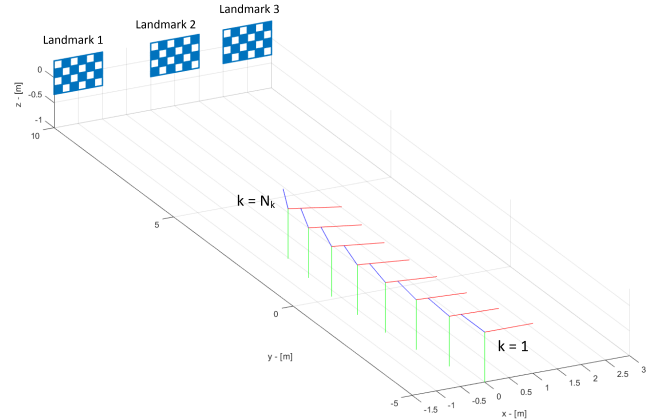 Landmark 3
Landmark 2
Landmark 1
0
-0.5
-1
z - [m]
10
k = Nₖ
5
0
k = 1
y - [m]
-5
-1.5
-1
-0.5
0
0.5
1
1.5
2
2.5
3
x - [m]